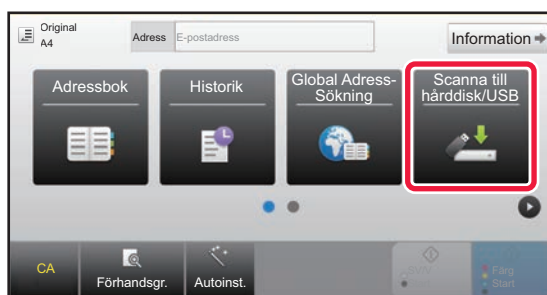 Original
A4
Adress
E-postadress
Information
Adressbok
Historik
Global Adress-
Sökning
Scanna till
hårddisk/USB
CA
Förhandsgr.
Autoinst.
Färg
Start